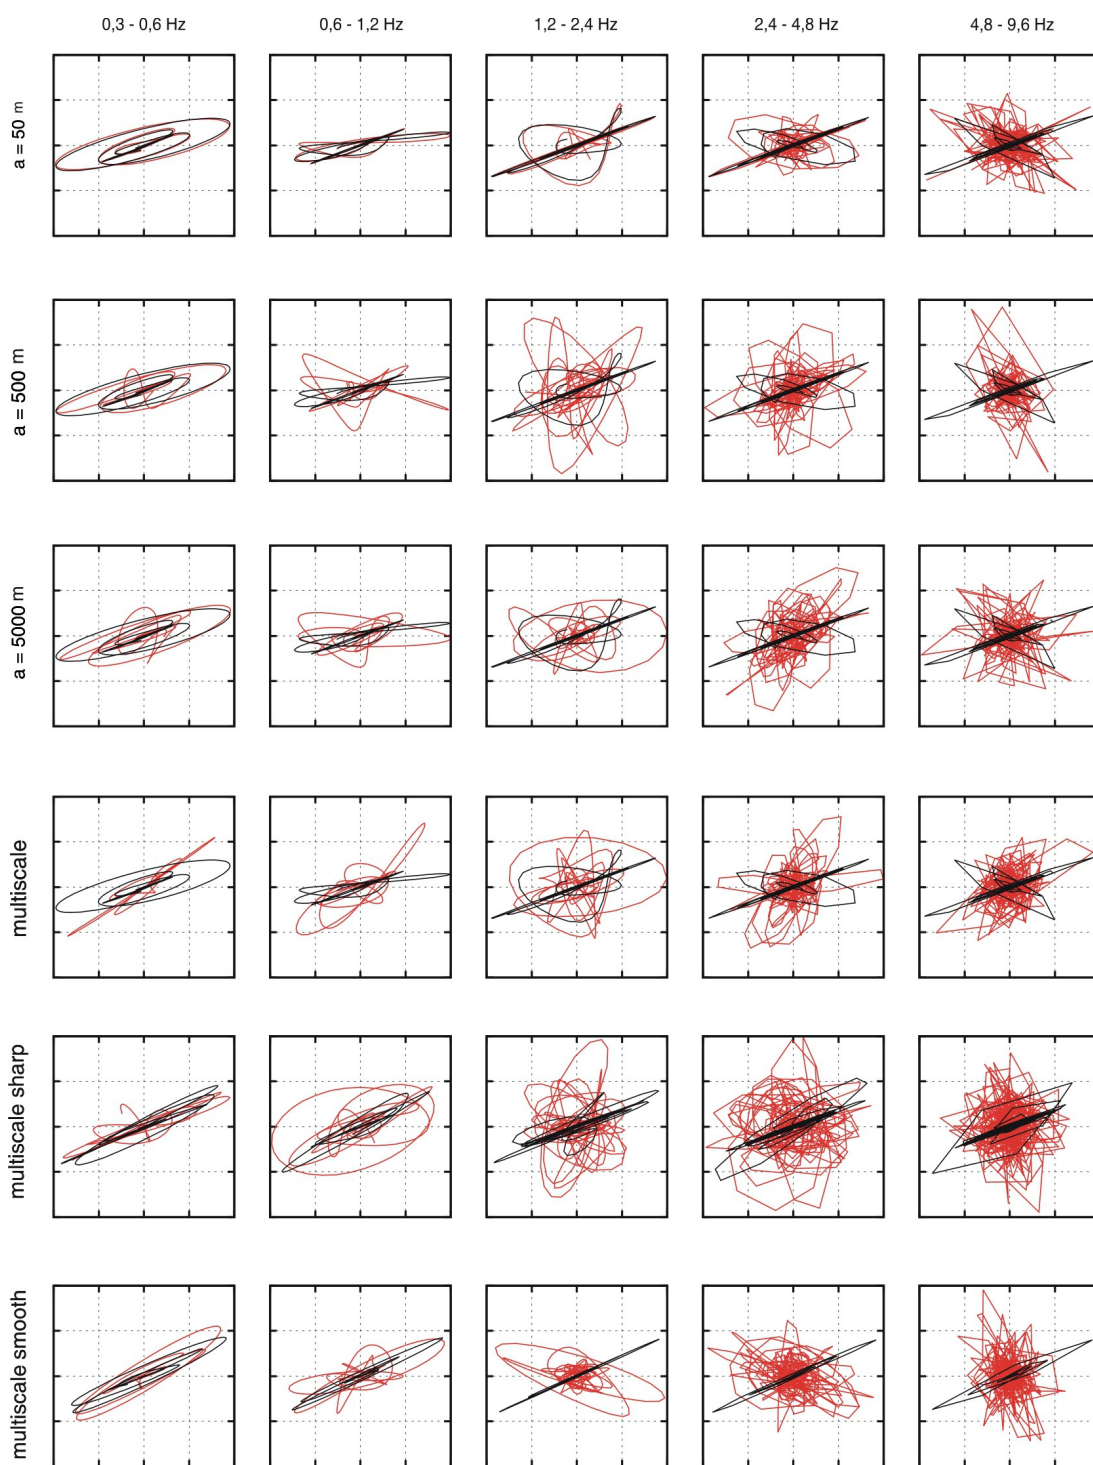 0,3 - 0,6 Hz
0,6 - 1,2 Hz
1,2 - 2,4 Hz
2,4 - 4,8 Hz
4,8 - 9,6 Hz
a = 50 m
a = 500 m
a = 5000 m
multiscale
multiscale sharp
multiscale smooth